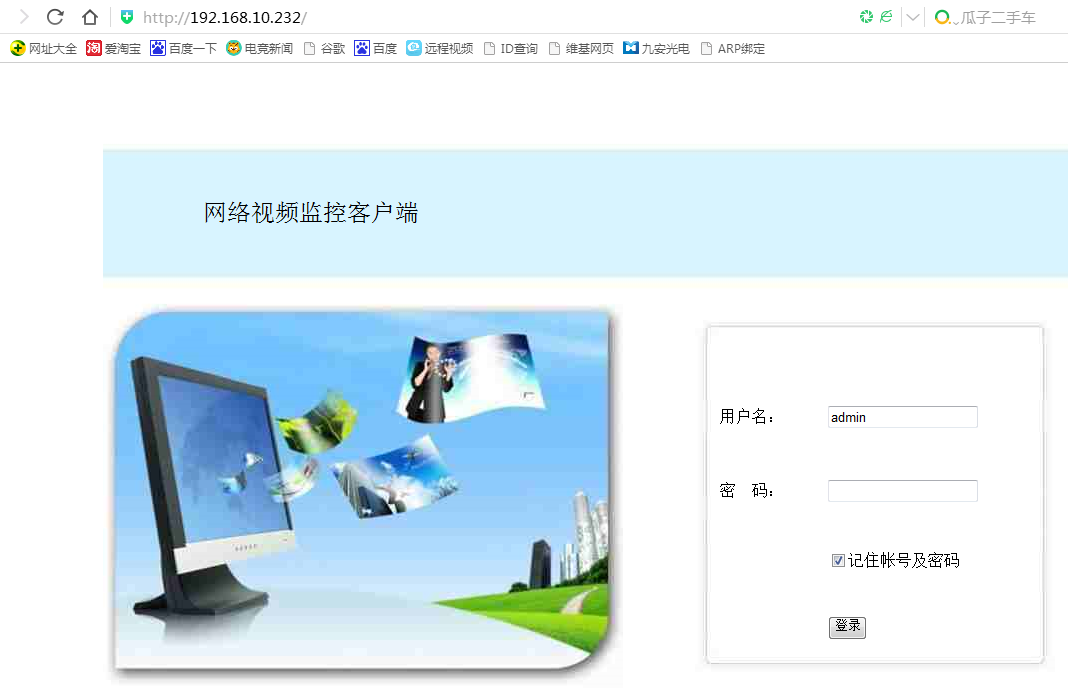 http://192.168.10.232/ 瓜子二手车
网址大全 爱淘宝 百度一下 电竞新闻 谷歌 百度 远程视频 ID查询 维基网页 九安光电 ARP绑定
网络视频监控客户端
用户名： admin
密 码：
记住帐号及密码
登录